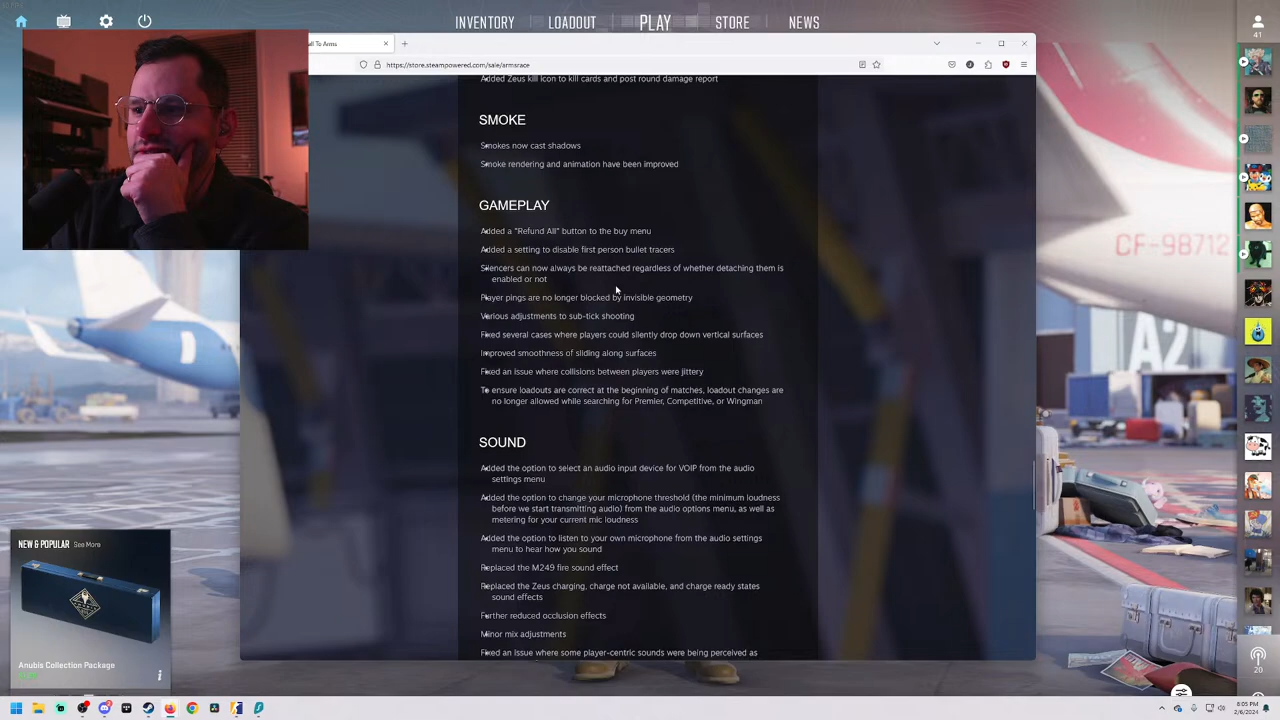 INVENTORY LOADOUT PLAY STORE NEWS
41
ll To Arms
https://store.steampowered.com/sale/armsrace
Added Zeus kill icon to kill cards and post round damage report
SMOKE
Smokes now cast shadows
Smoke rendering and animation have been improved
GAMEPLAY
Added a "Refund All" button to the buy menu
Added a setting to disable first person bullet tracers
Silencers can now always be reattached regardless of whether detaching them is
enabled or not
Player pings are no longer blocked by invisible geometry
Various adjustments to sub-tick shooting
Fixed several cases where players could silently drop down vertical surfaces
Improved smoothness of sliding along surfaces
Fixed an issue where collisions between players were jittery
To ensure loadouts are correct at the beginning of matches, loadout changes are
no longer allowed while searching for Premier, Competitive, or Wingman
SOUND
Added the option to select an audio input device for VOIP from the audio
settings menu
Added the option to change your microphone threshold (the minimum loudness
before we start transmitting audio) from the audio options menu, as well as
metering for your current mic loudness
Added the option to listen to your own microphone from the audio settings
menu to hear how you sound
Replaced the M249 fire sound effect
Replaced the Zeus charging, charge not available, and charge ready states
sound effects
Further reduced occlusion effects
Minor mix adjustments
Fixed an issue where some player-centric sounds were being perceived as
CF-98712
A2
NEW & POPULAR See More
Anubis Collection Package
20
8:05 PM
2/6/2024